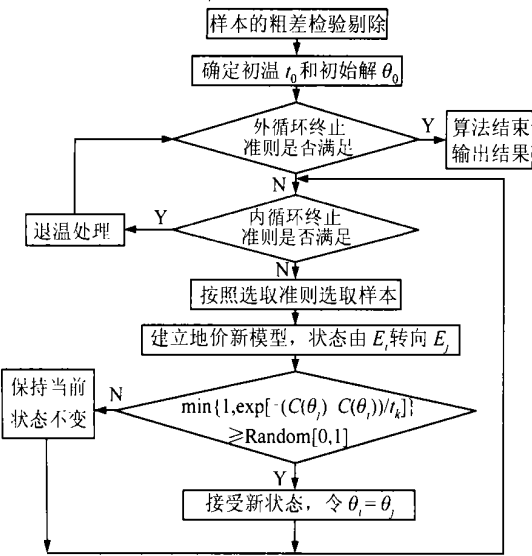 样本的粗差检验剔除
确定初温 t₀和初始解 θ₀
外循环终止
准则是否满足
Y
算法结束
输出结果
N
内循环终止
准则是否满足
Y
退温处理
N
按照选取准则选取样本
建立地价新模型，状态由 Eᵢ转向 Eⱼ
保持当前
状态不变
N
min{1,exp[-(C(θⱼ) C(θᵢ))/tₖ]}
≥Random[0,1]
Y
接受新状态，令 θᵢ=θⱼ